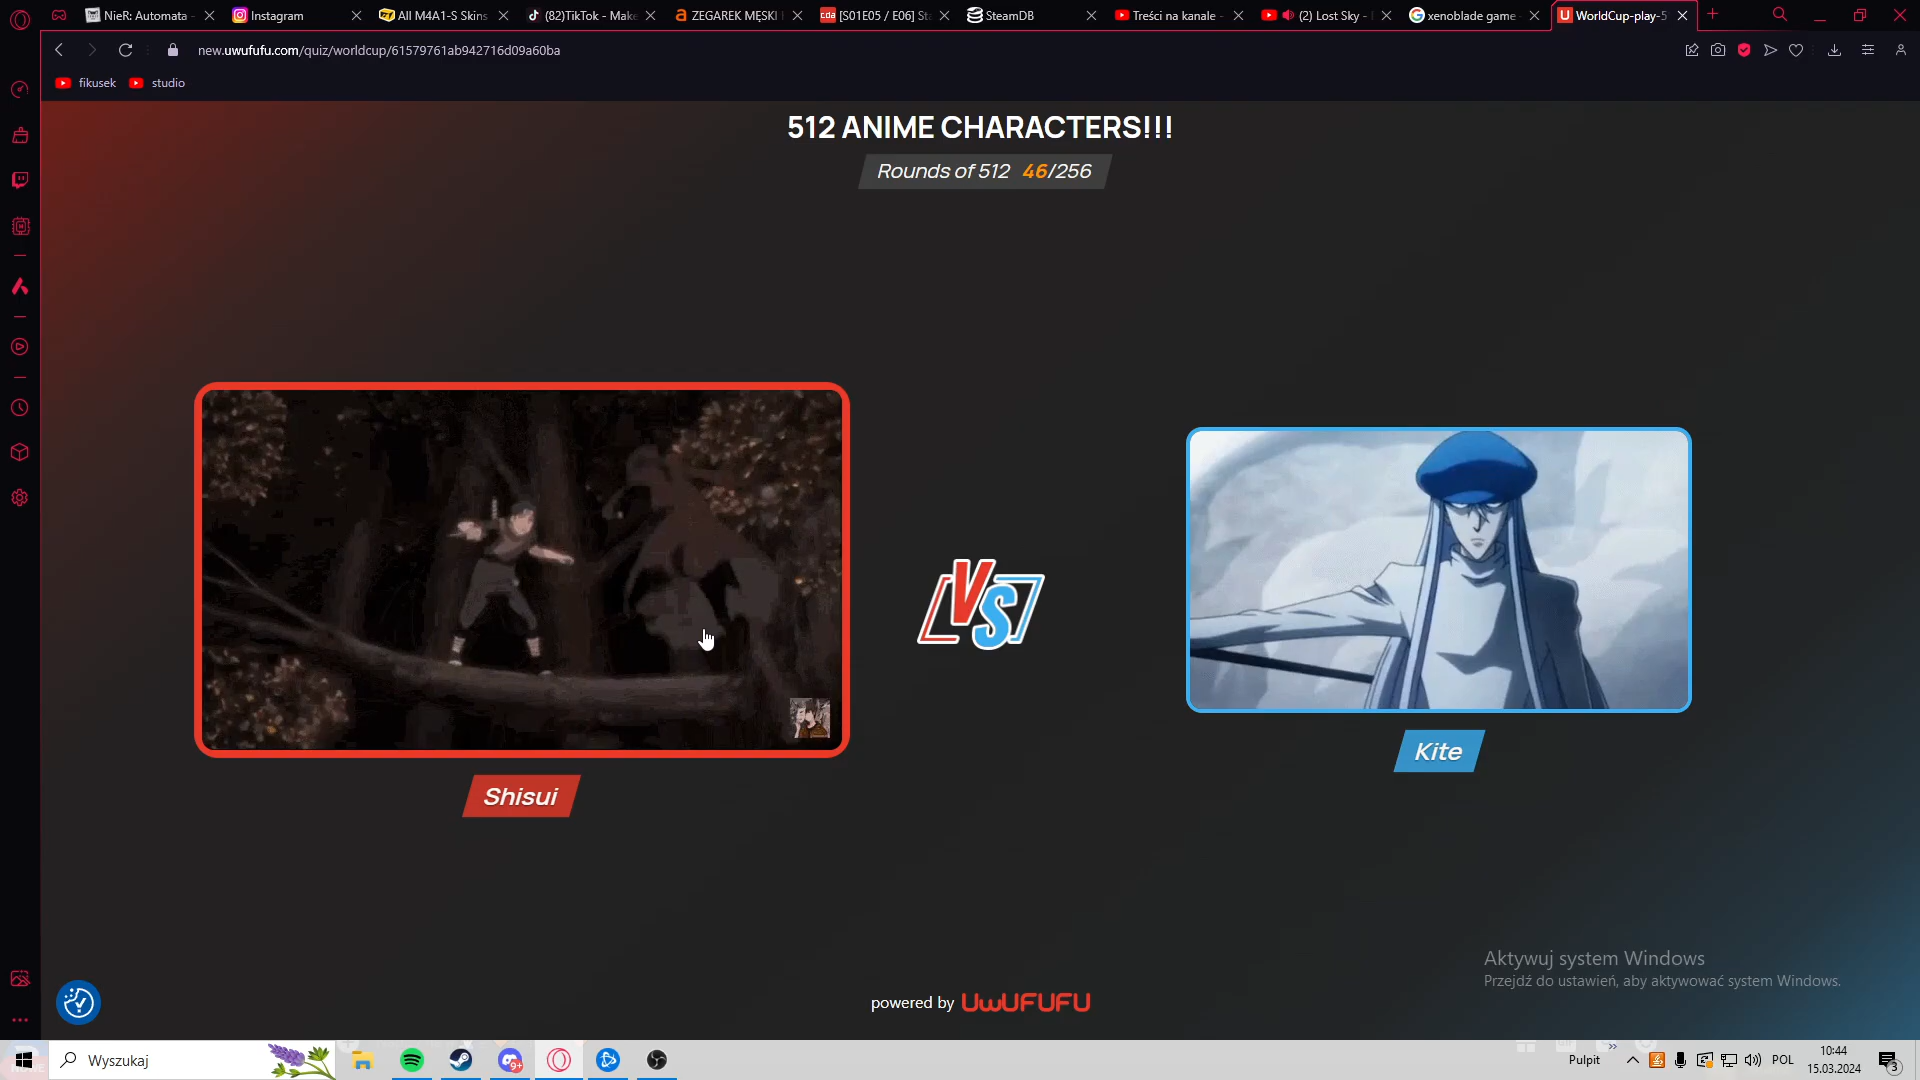 NieR: Automata -
Instagram
All M4A1-S Skins
(82)TikTok - Make
a ZEGAREK MĘSKI
cda [S01E05 / E06] St
SteamDB
Treści na kanale -
(2) Lost Sky -
xenoblade game
U WorldCup-play-5
new.uwufufu.com/quiz/worldcup/61579761ab942716d09a60ba
fikusek
studio
512 ANIME CHARACTERS!!!
Rounds of 512 46/256
VS
Shisui
Kite
Aktywuj system Windows
Przejdź do ustawień, aby aktywować system Windows.
powered by UwUFUFU
Wyszukaj
9+
Pulpit
POL
10:44
15.03.2024
3